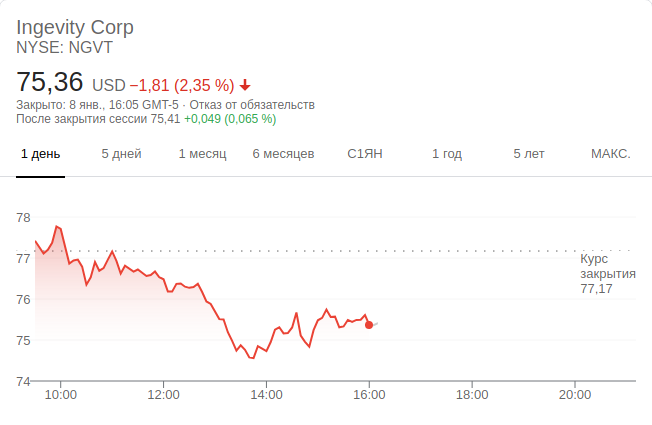 Ingevity Corp
NYSE: NGVT
75,36 USD −1,81 (2,35 %)
Закрыто: 8 янв., 16:05 GMT-5 · Отказ от обязательств
После закрытия сессии 75,41 +0,049 (0,065 %)
1 день 5 дней 1 месяц 6 месяцев С1ЯН 1 год 5 лет МАКС.
78
77
76
75
74
Курс
закрытия
77,17
10:00 12:00 14:00 16:00 18:00 20:00